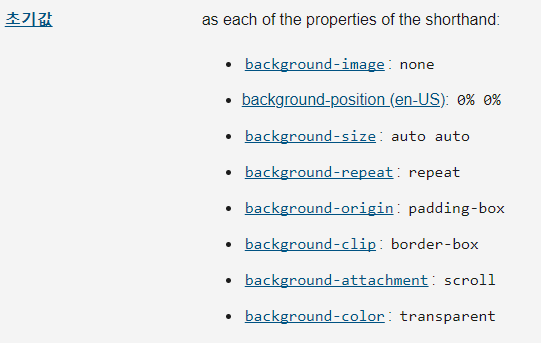 초기값
as each of the properties of the shorthand:
background-image: none
background-position (en-US): 0% 0%
background-size: auto auto
background-repeat: repeat
background-origin: padding-box
background-clip: border-box
background-attachment: scroll
background-color: transparent